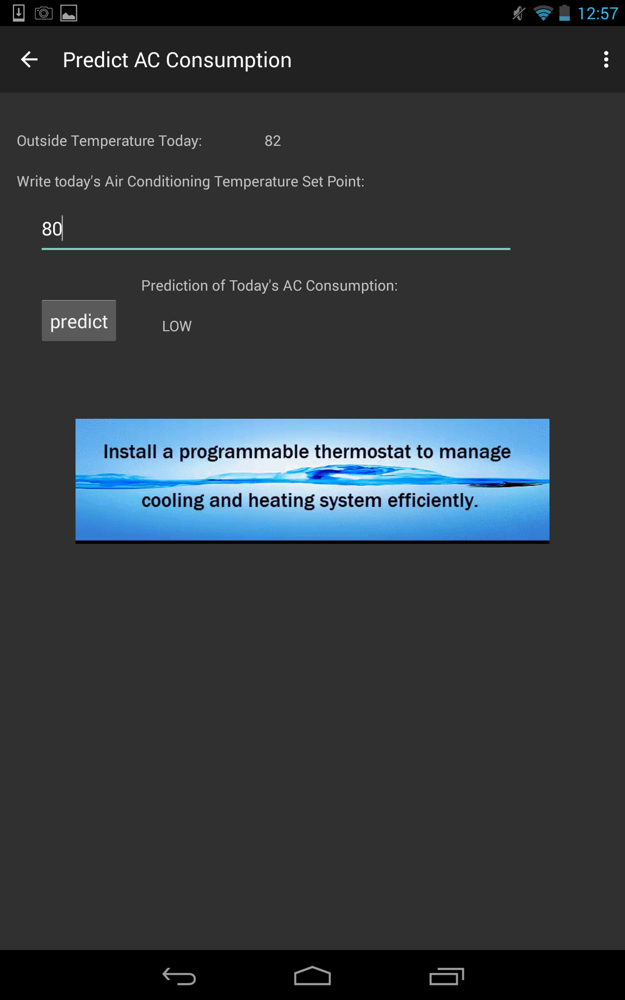 12:57
Predict AC Consumption
Outside Temperature Today: 82
Write today's Air Conditioning Temperature Set Point:
80
Prediction of Today's AC Consumption:
predict LOW
Install a programmable thermostat to manage
cooling and heating system efficiently.